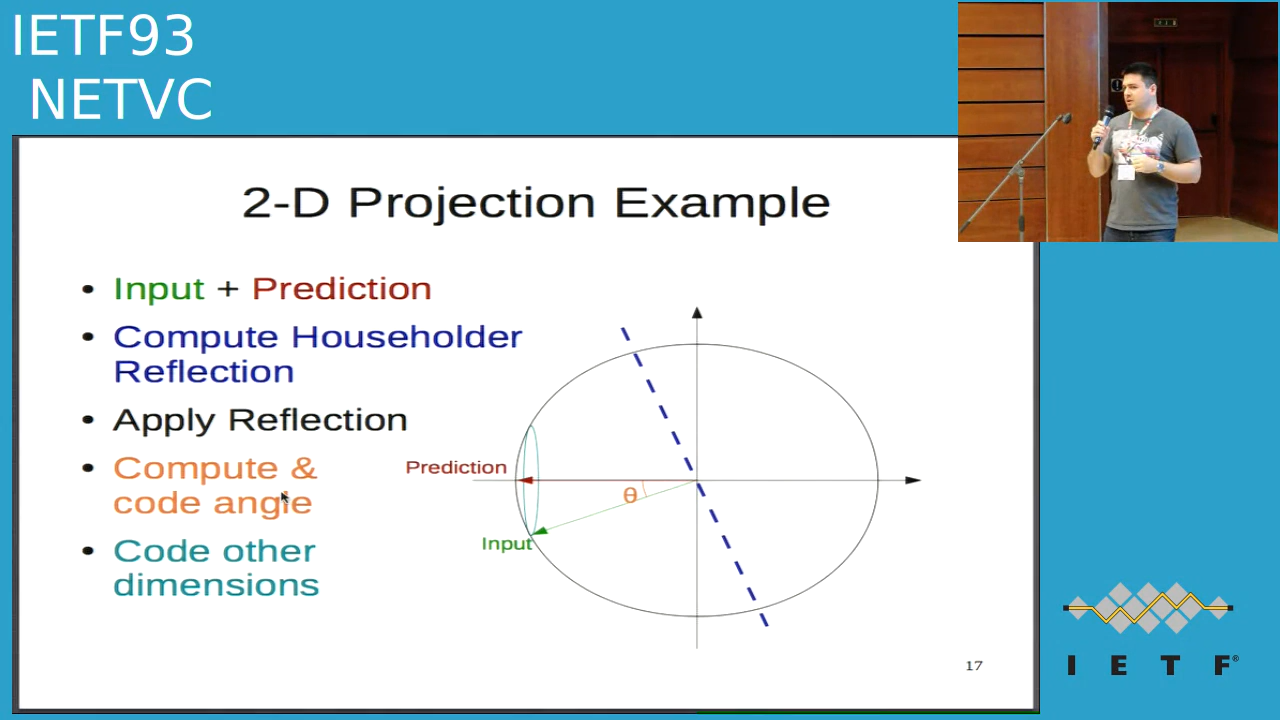 IETF93
NETVC
2-D Projection Example
• Input + Prediction
• Compute Householder
Reflection
• Apply Reflection
• Compute &
code angle
• Code other
dimensions
Prediction
θ
Input
17
I E T F®